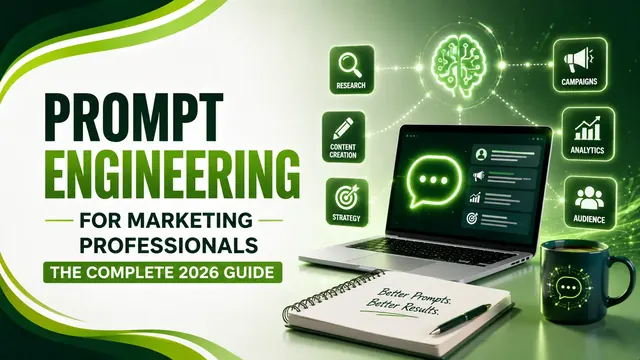 PROMPT
ENGINEERING
FOR MARKETING
PROFESSIONALS
THE COMPLETE 2026 GUIDE
RESEARCH
CONTENT
CREATION
STRATEGY
CAMPAIGNS
ANALYTICS
AUDIENCE
Better Prompts.
Better Results.